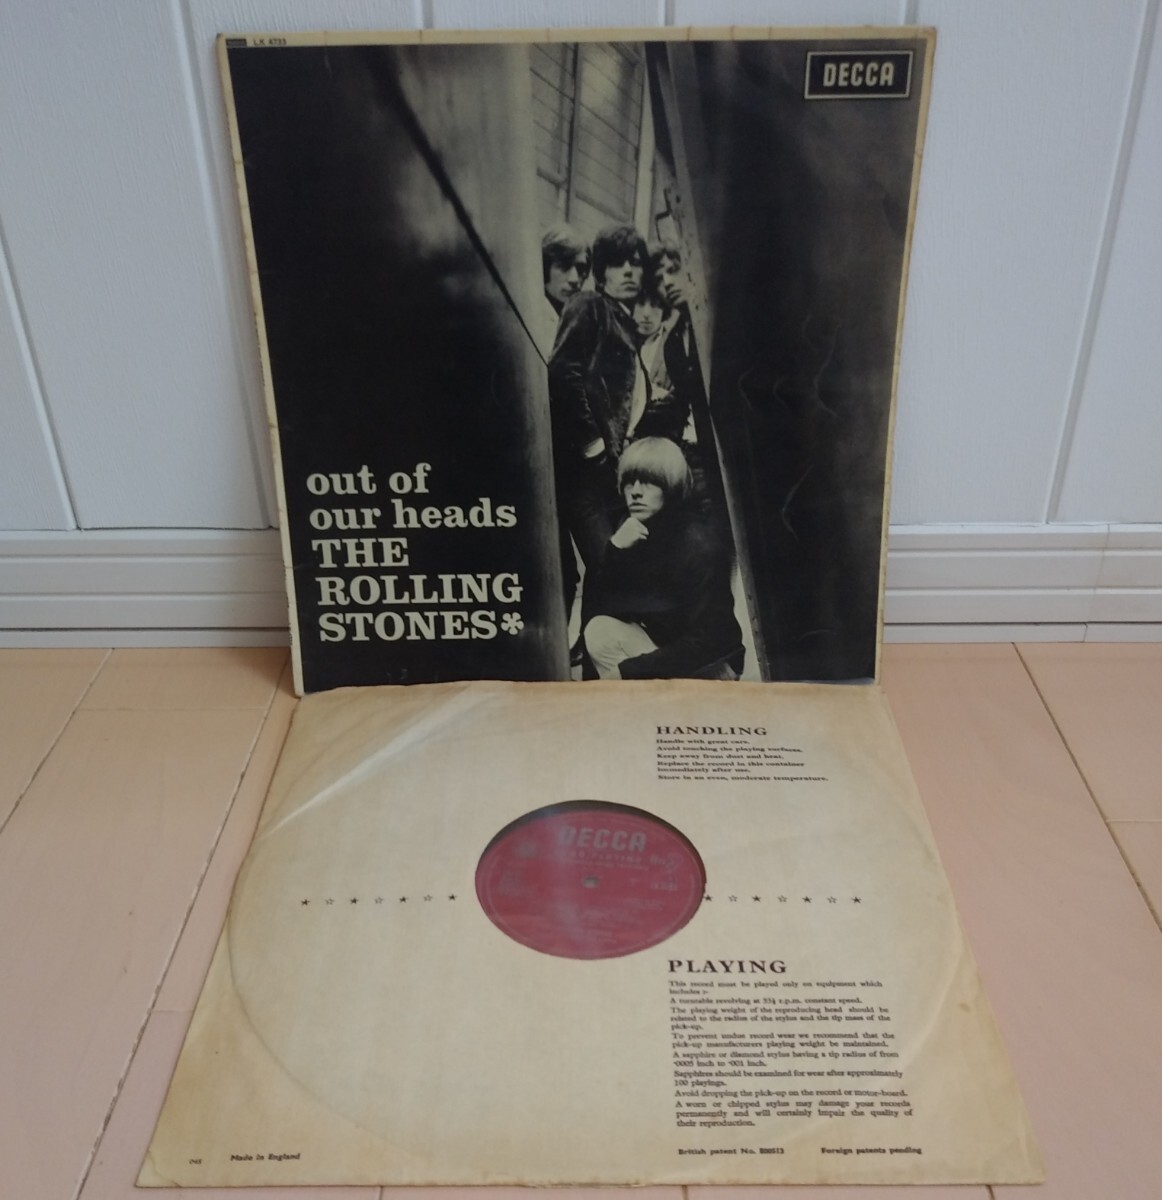 LK 4733
DECCA
out of
our heads
THE
ROLLING
STONES*
HANDLING
Handle with great care.
Avoid touching the playing surfaces.
Keep away from dust and heat.
Replace the record in this container
immediately after use.
Store in an even, moderate temperature.
DECCA
PLAYING
This record must be played only on equipment which
includes :-
A turntable revolving at 33⅓ r.p.m. constant speed.
The playing weight of the reproducing head should be
related to the radius of the stylus and the tip mass of the
pick-up.
To prevent undue record wear we recommend that the
pick-up manufacturers playing weight be maintained.
A sapphire or diamond stylus having a tip radius of from
·0005 inch to ·001 inch.
Sapphires should be examined for wear after approximately
100 playings.
Avoid dropping the pick-up on the record or motor-board.
A worn or chipped stylus may damage your records
permanently and will certainly impair the quality of
their reproduction.
Made in England
British patent No. 800513
Foreign patents pending